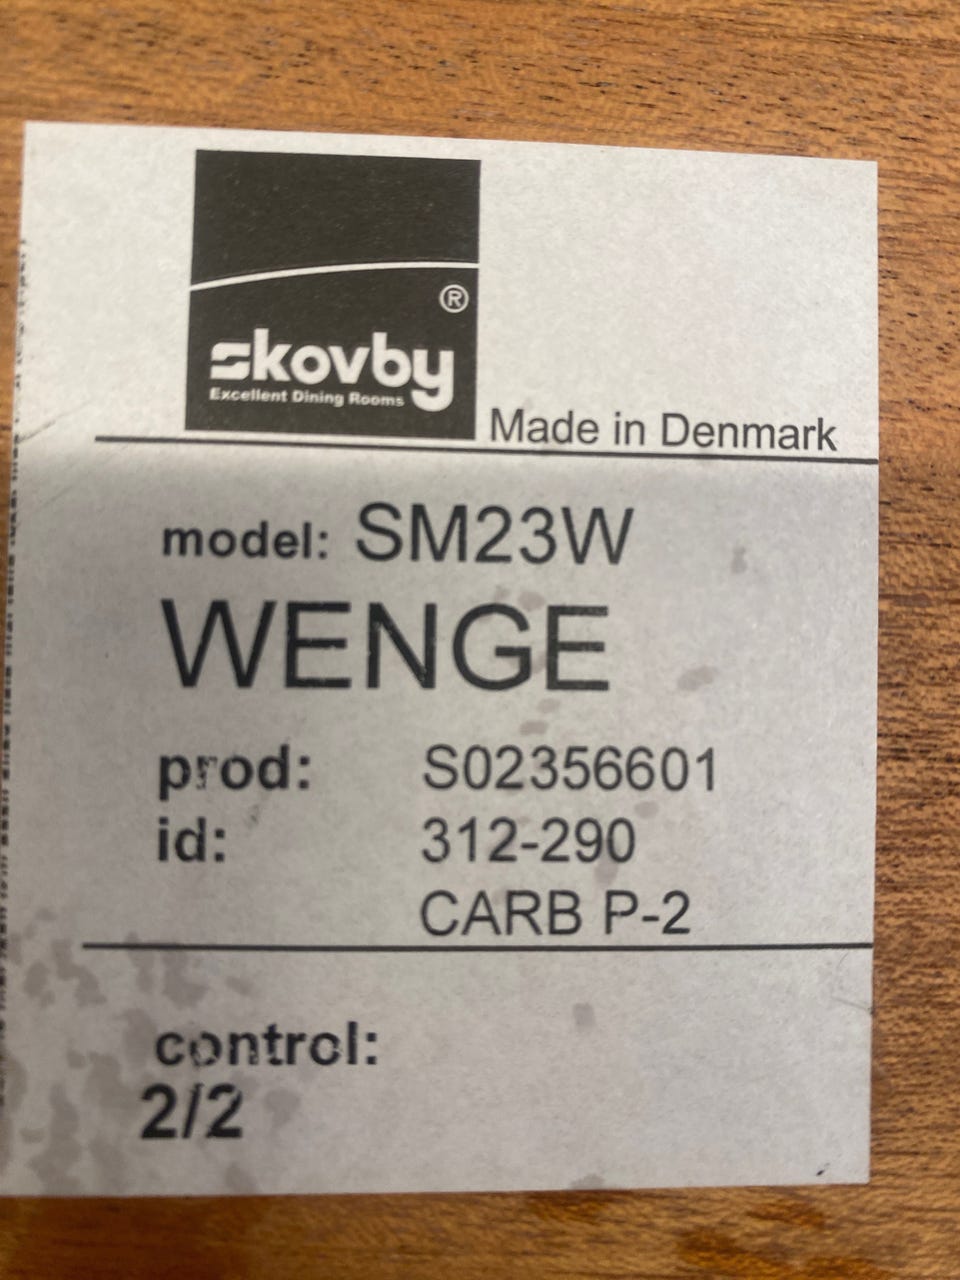 skovby®
Excellent Dining Rooms
Made in Denmark
model: SM23W
WENGE
prod: S02356601
id: 312-290
CARB P-2
control:
2/2